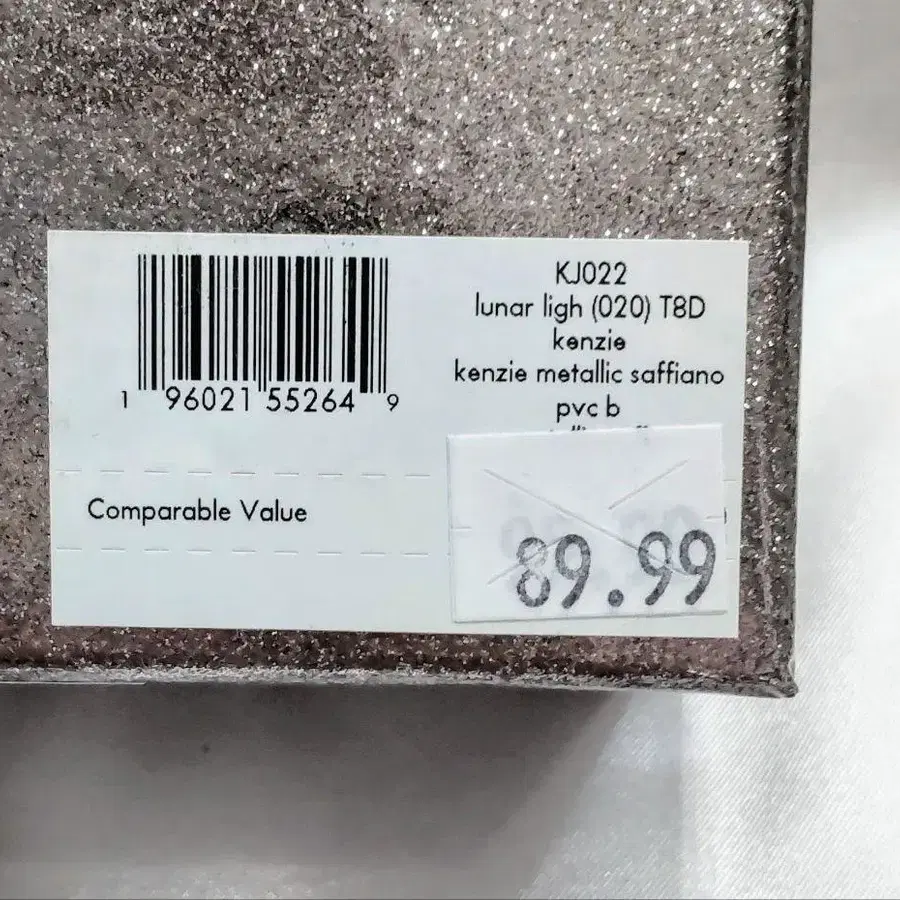 1 96021 55264 9
KJ022
lunar ligh (020) T8D
kenzie
kenzie metallic saffiano
pvc b
Comparable Value
89.99